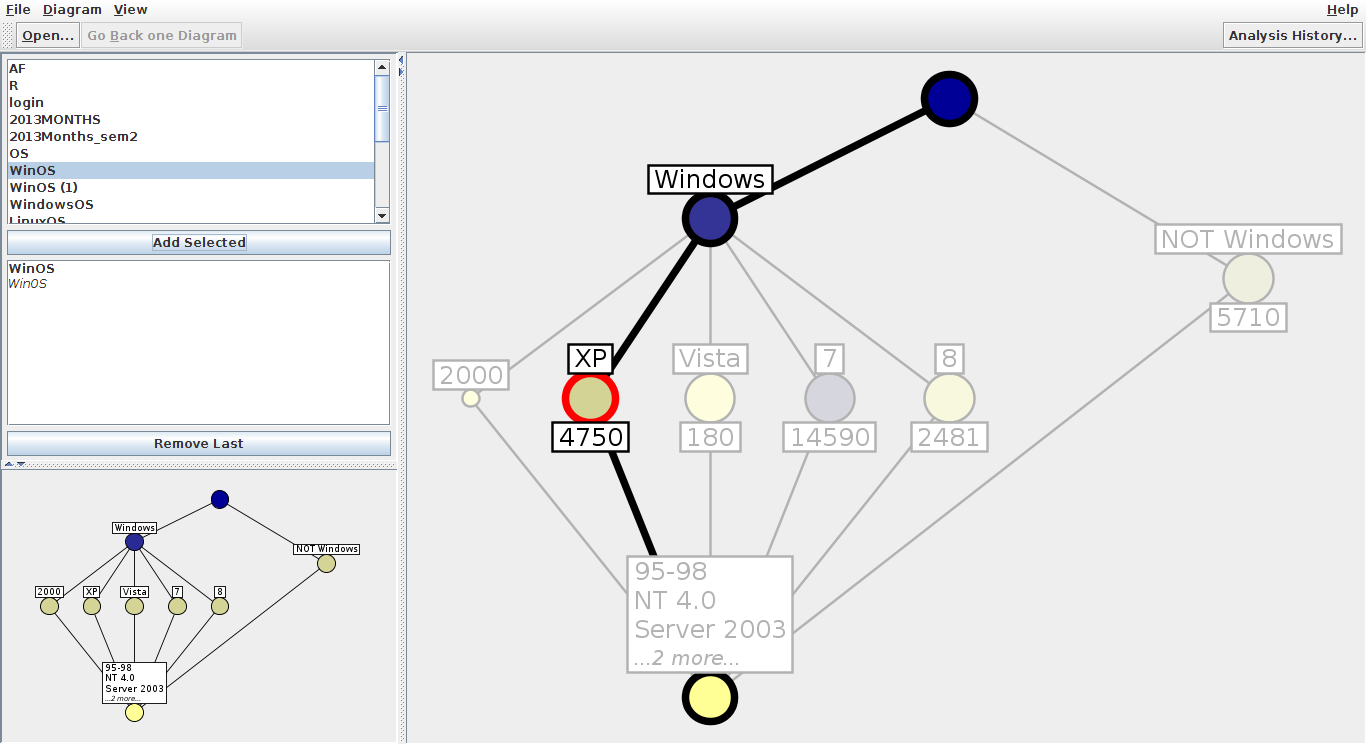 File Diagram View Help
Open... Go Back one Diagram Analysis History...
AF
R
login
2013MONTHS
2013Months_sem2
OS
WinOS
WinOS (1)
WindowsOS
LinuxOS
Add Selected
WinOS
WinOS
Remove Last
Windows
NOT Windows
2000 XP Vista 7 8
95-98
NT 4.0
Server 2003
...2 more...
Windows
NOT Windows
5710
2000 XP Vista 7 8
4750 180 14590 2481
95-98
NT 4.0
Server 2003
...2 more...